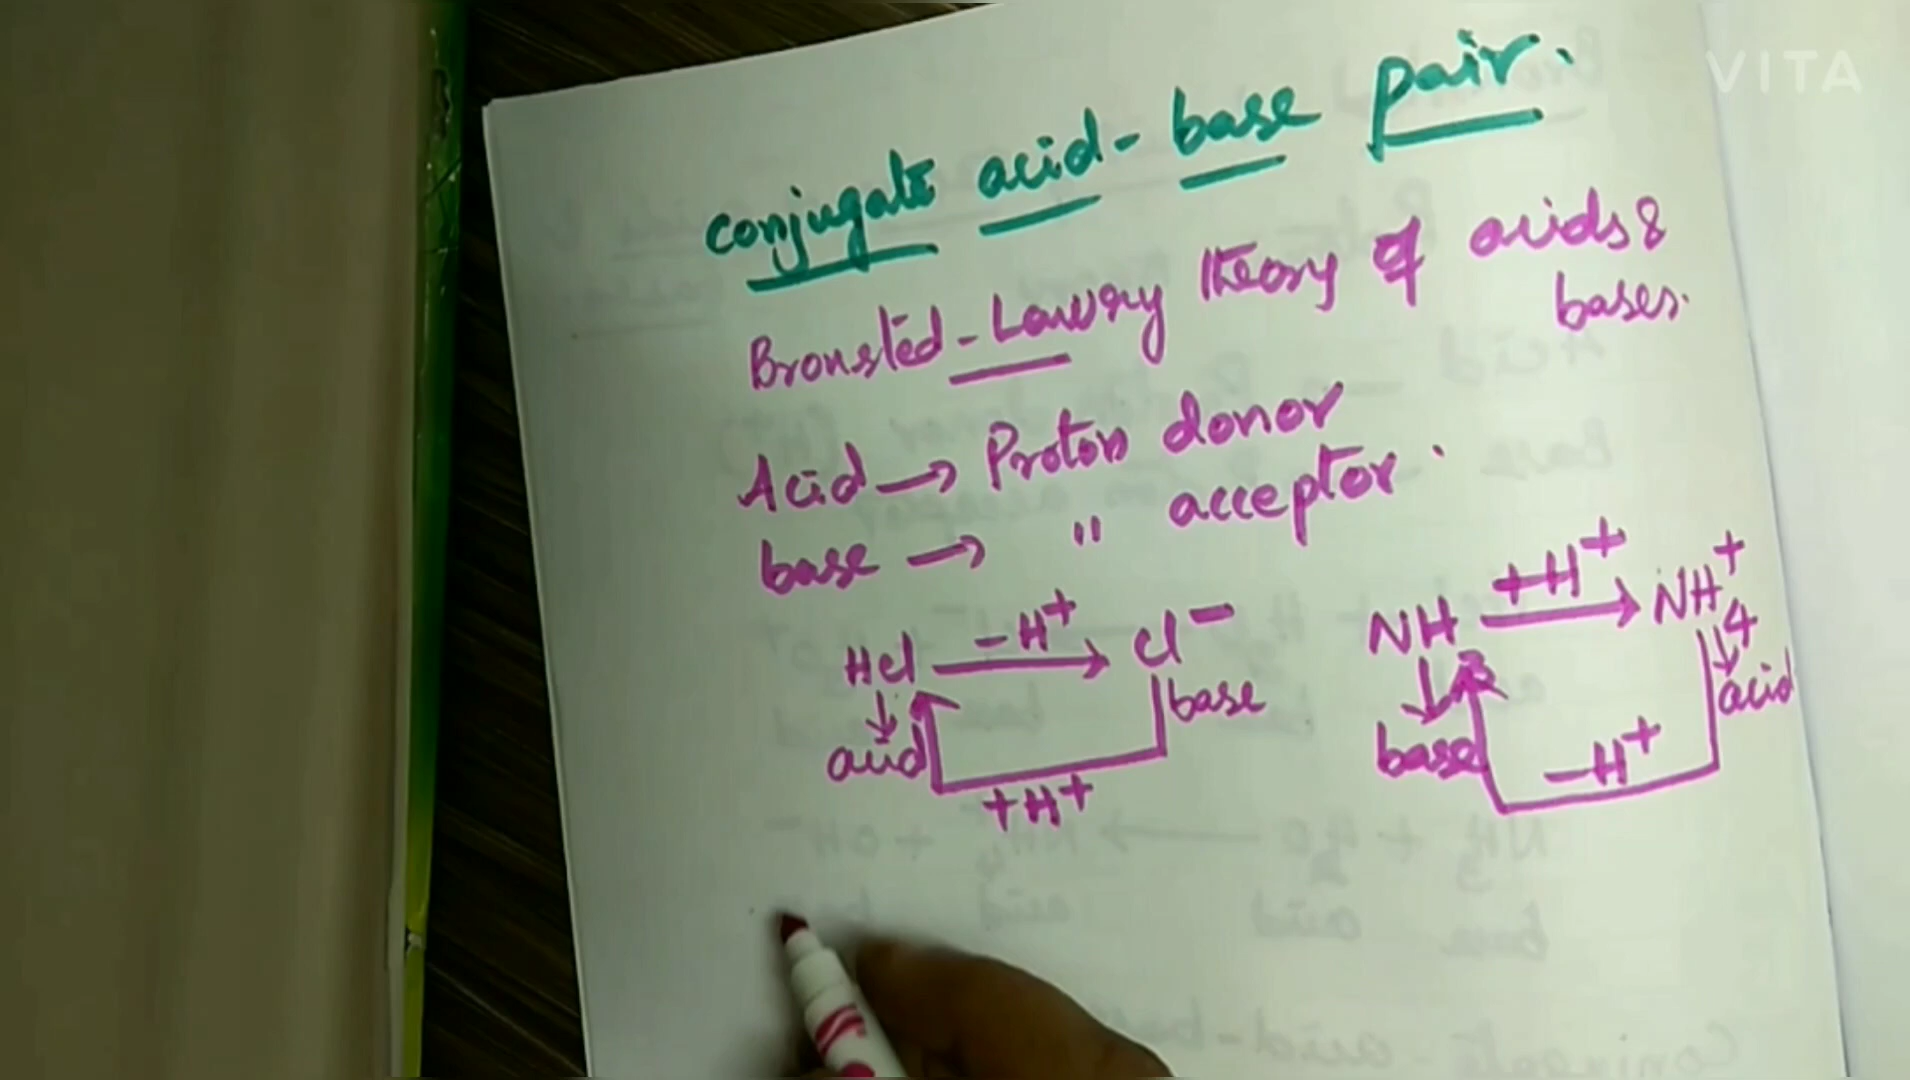 VITA
conjugate acid-base pair.
Bronsted-Lowry theory of acids &
bases.
Acid → Proton donor
base → " acceptor.
HCl -H⁺→ Cl⁻
acid base
+H⁺
NH₃ +H⁺→ NH₄⁺
base acid
-H⁺